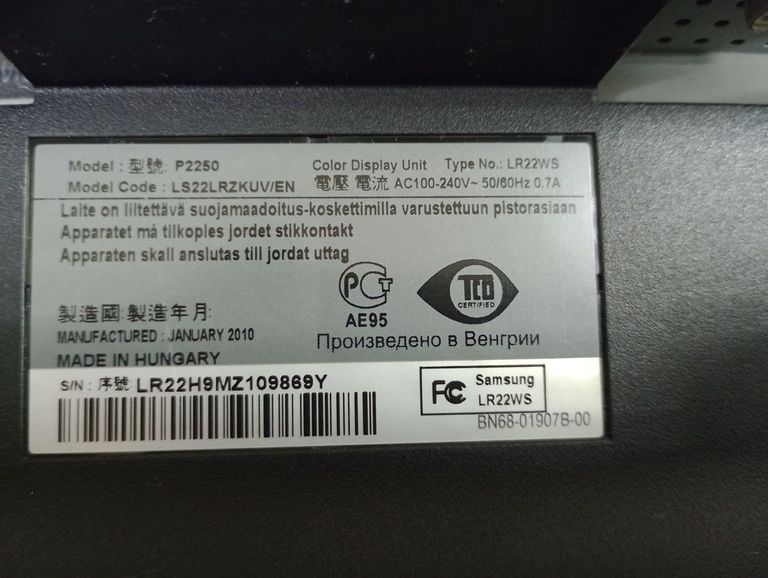 Model : 型號: P2250 Color Display Unit Type No.: LR22WS
Model Code : LS22LRZKUV/EN 電壓 電流 AC100-240V~ 50/60Hz 0.7A
Laite on liitettävä suojamaadoitus-koskettimilla varustettuun pistorasiaan
Apparatet må tilkoples jordet stikkontakt
Apparaten skall anslutas till jordat uttag
PCT
AE95
TCO
CERTIFIED
製造國 製造年月:
MANUFACTURED : JANUARY 2010
Произведено в Венгрии
MADE IN HUNGARY
S/N : 序號: LR22H9MZ109869Y
FC Samsung
LR22WS
BN68-01907B-00